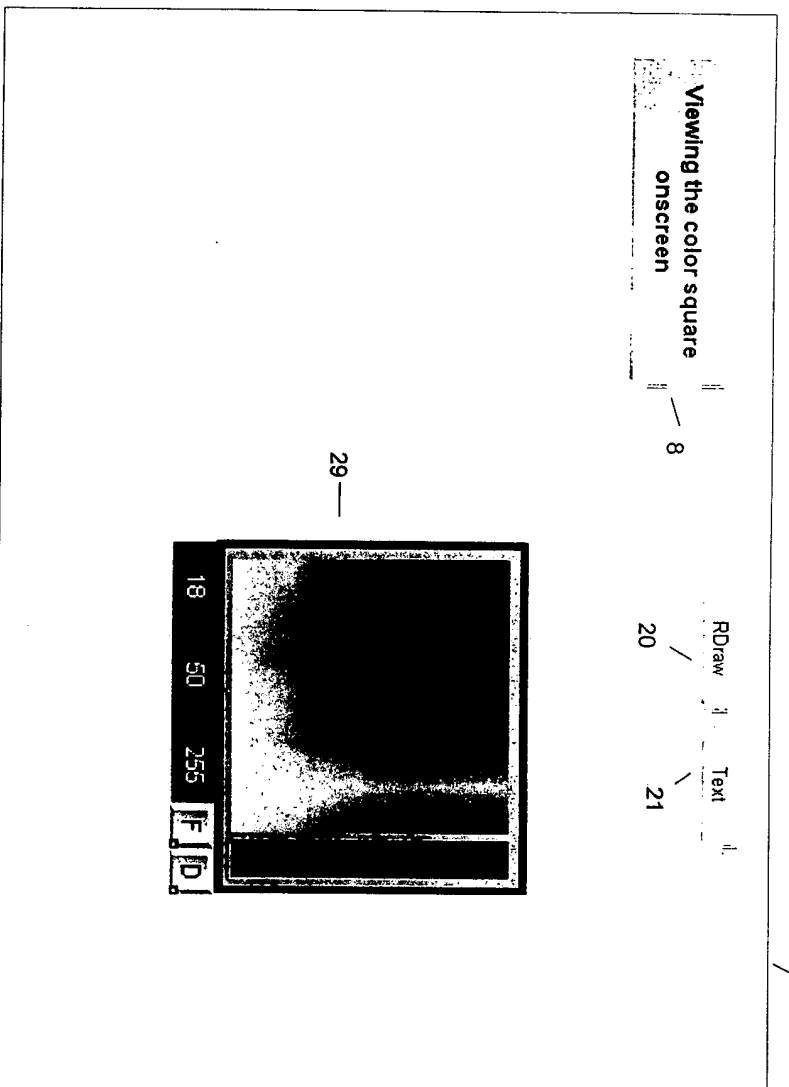 Viewing the color square
onscreen
8
RDraw
Text
20
21
29
18 50 255 F D